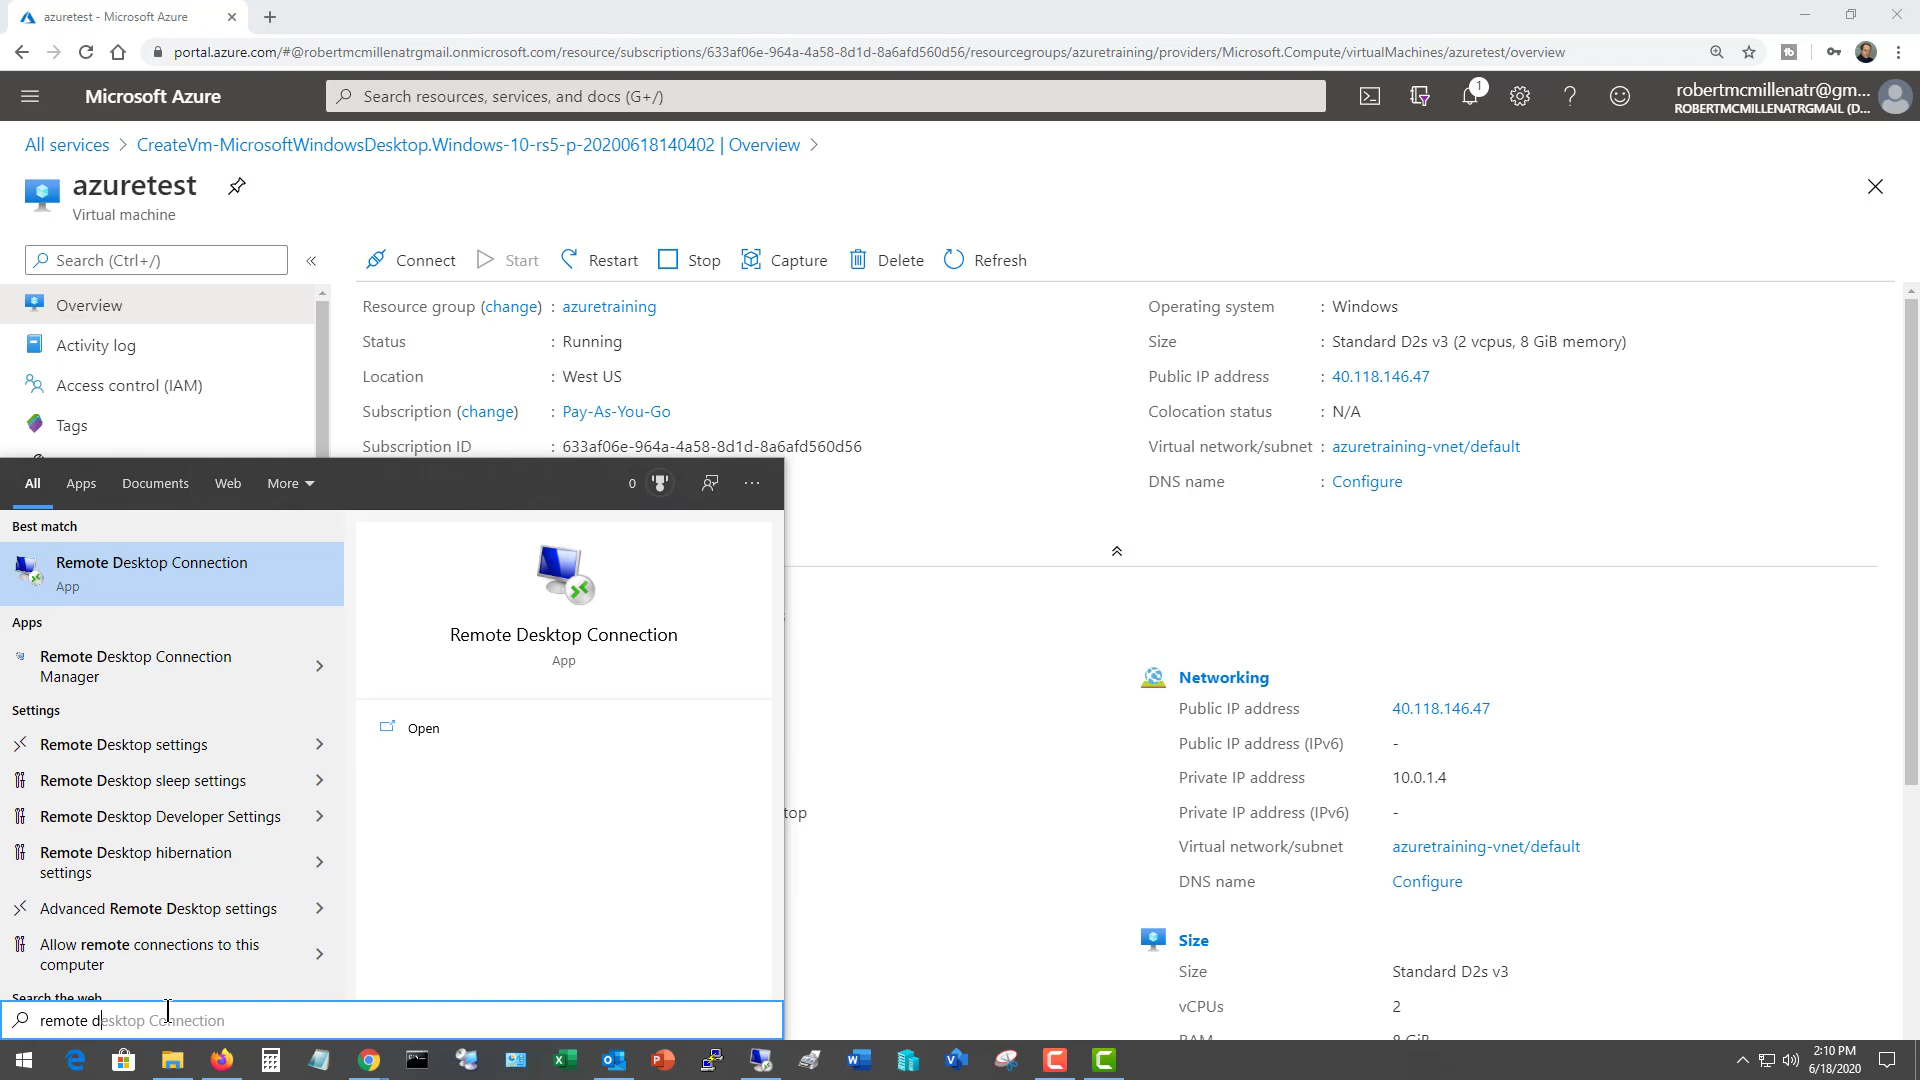 azuretest - Microsoft Azure
portal.azure.com/#@robertmcmillenatrgmail.onmicrosoft.com/resource/subscriptions/633af06e-964a-4a58-8d1d-8a6afd560d56/resourcegroups/azuretraining/providers/Microsoft.Compute/virtualMachines/azuretest/overview
Microsoft Azure
Search resources, services, and docs (G+/)
1
robertmcmillenatr@gm...
ROBERTMCMILLENATRGMAIL (D...
All services > CreateVm-MicrosoftWindowsDesktop.Windows-10-rs5-p-20200618140402 | Overview >
azuretest
Virtual machine
Search (Ctrl+/)
«
Connect
Start
Restart
Stop
Capture
Delete
Refresh
Overview
Activity log
Access control (IAM)
Tags
Resource group (change) : azuretraining
Status : Running
Location : West US
Subscription (change) : Pay-As-You-Go
Subscription ID : 633af06e-964a-4a58-8d1d-8a6afd560d56
Operating system : Windows
Size : Standard D2s v3 (2 vcpus, 8 GiB memory)
Public IP address : 40.118.146.47
Colocation status : N/A
Virtual network/subnet : azuretraining-vnet/default
DNS name : Configure
All
Apps
Documents
Web
More
0
...
Best match
Remote Desktop Connection
App
Apps
Remote Desktop Connection
Manager
Settings
Remote Desktop settings
Remote Desktop sleep settings
Remote Desktop Developer Settings
Remote Desktop hibernation
settings
Advanced Remote Desktop settings
Allow remote connections to this
computer
Search the web
remote desktop Connection
Remote Desktop Connection
App
Open
top
Networking
Public IP address 40.118.146.47
Public IP address (IPv6) -
Private IP address 10.0.1.4
Private IP address (IPv6) -
Virtual network/subnet azuretraining-vnet/default
DNS name Configure
Size
Size Standard D2s v3
vCPUs 2
RAM 8 GiB
2:10 PM
6/18/2020